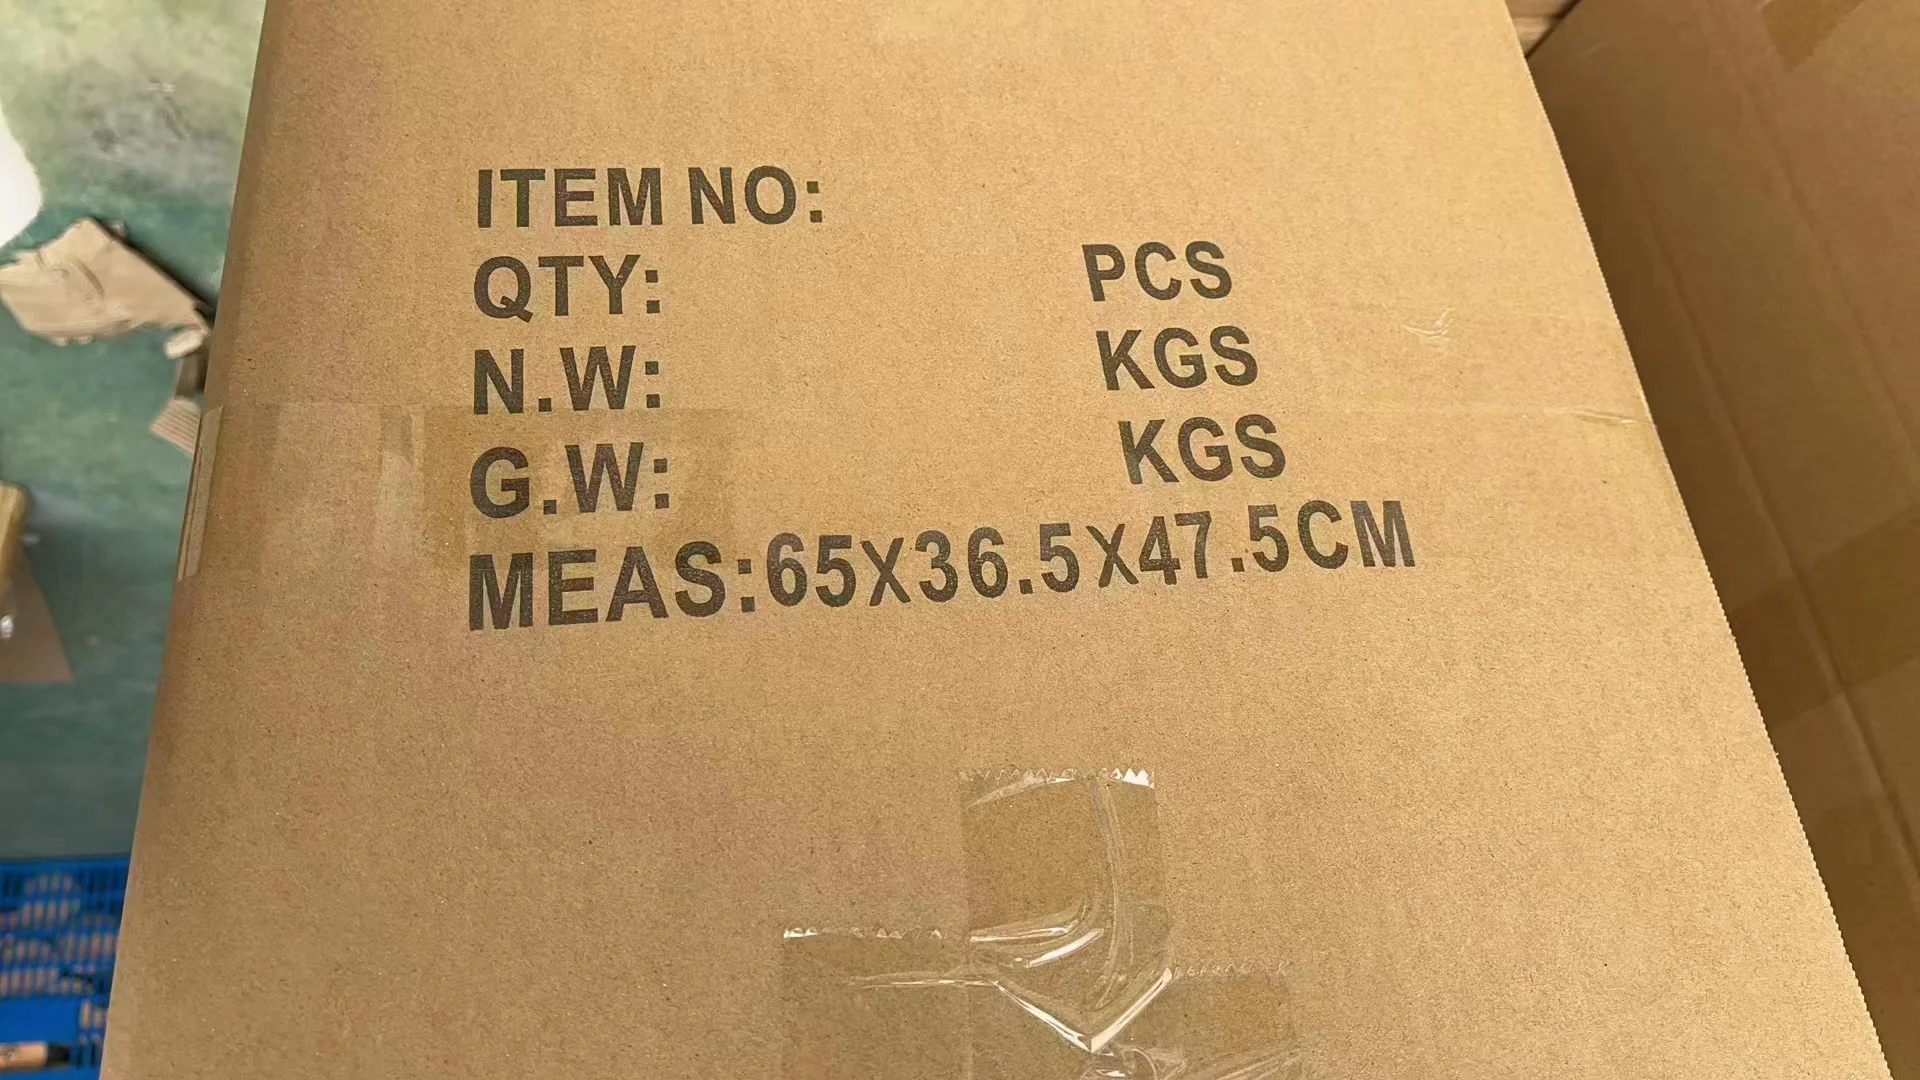 ITEM NO:
QTY: PCS
N.W: KGS
G.W: KGS
MEAS:65X36.5X47.5CM